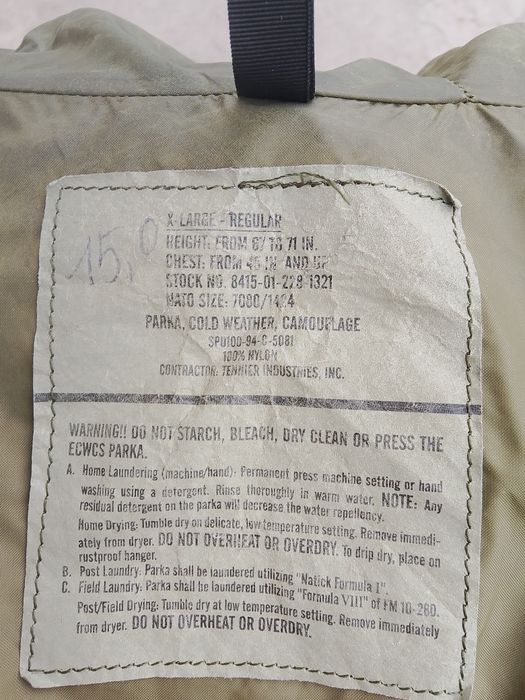 15,0
X-LARGE - REGULAR
HEIGHT: FROM 67 TO 71 IN.
CHEST: FROM 45 IN AND UP
STOCK NO. 8415-01-228-1321
NATO SIZE: 7080/1424
PARKA, COLD WEATHER, CAMOUFLAGE
SPO100-94-C-5081
100% NYLON
CONTRACTOR: TENNIER INDUSTRIES, INC.
WARNING!! DO NOT STARCH, BLEACH, DRY CLEAN OR PRESS THE
ECWCS PARKA.
A. Home Laundering (machine/hand): Permanent press machine setting or hand
washing using a detergent. Rinse thoroughly in warm water. NOTE: Any
residual detergent on the parka will decrease the water repellency.
Home Drying: Tumble dry on delicate, low temperature setting. Remove immedi-
ately from dryer. DO NOT OVERHEAT OR OVERDRY. To drip dry, place on
rustproof hanger.
B. Post Laundry. Parka shall be laundered utilizing "Natick Formula I".
C. Field Laundry. Parka shall be laundered utilizing "Formula VIII" of FM 10-280.
Post/Field Drying: Tumble dry at low temperature setting. Remove immediately
from dryer. DO NOT OVERHEAT OR OVERDRY.